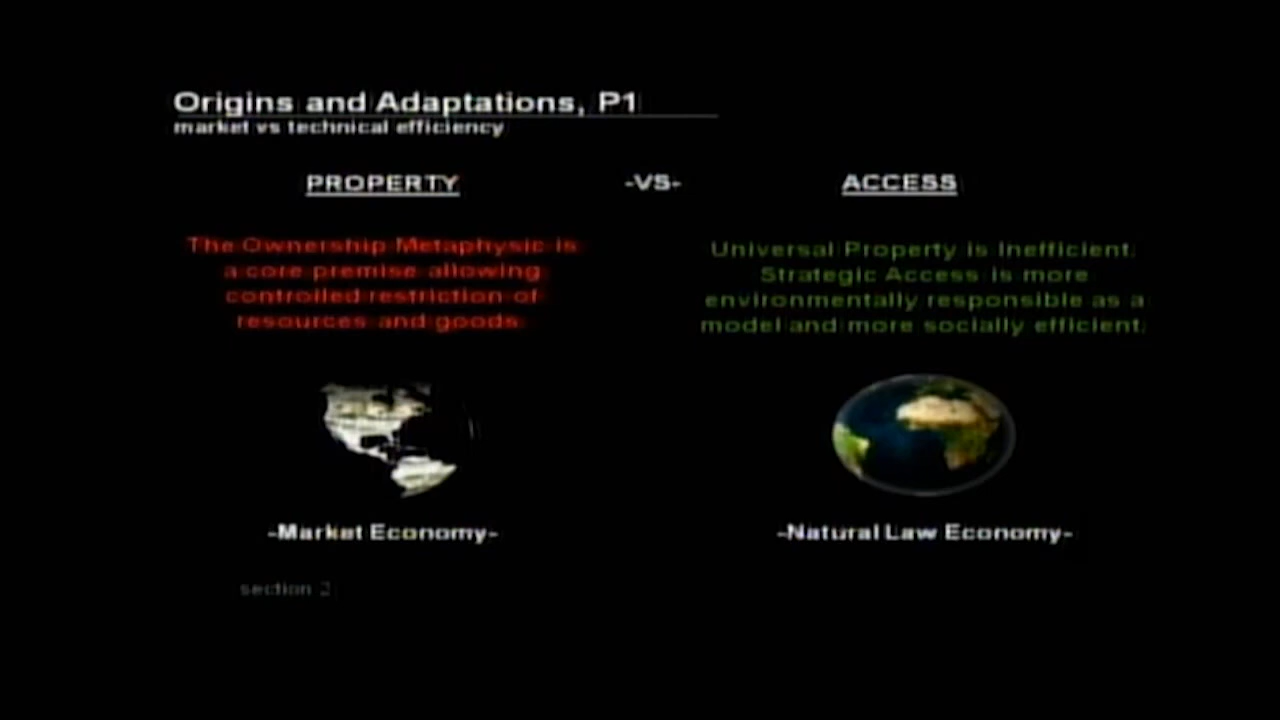 Origins and Adaptations, P1
market vs technical efficiency
PROPERTY -VS- ACCESS
The Ownership Metaphysic is
a core premise allowing
controlled restriction of
resources and goods
Universal Property is Inefficient.
Strategic Access is more
environmentally responsible as a
model and more socially efficient.
-Market Economy-
-Natural Law Economy-
section 2